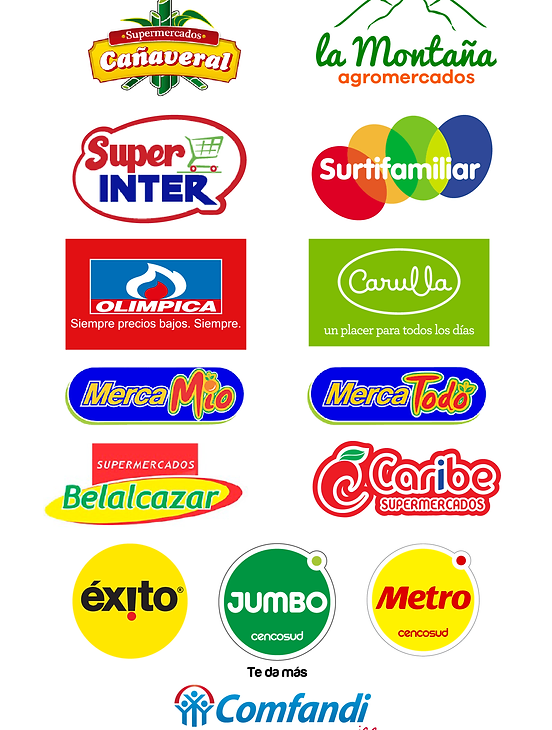 Supermercados
Cañaveral
la Montaña
agromercados
Super
INTER
Surtifamiliar
OLIMPICA
Siempre precios bajos. Siempre.
Carulla
un placer para todos los días
MercaMío
MercaTodo
SUPERMERCADOS
Belalcazar
Caribe
SUPERMERCADOS
éxito®
JUMBO
cencosud
Te da más
Metro
cencosud
Comfandi